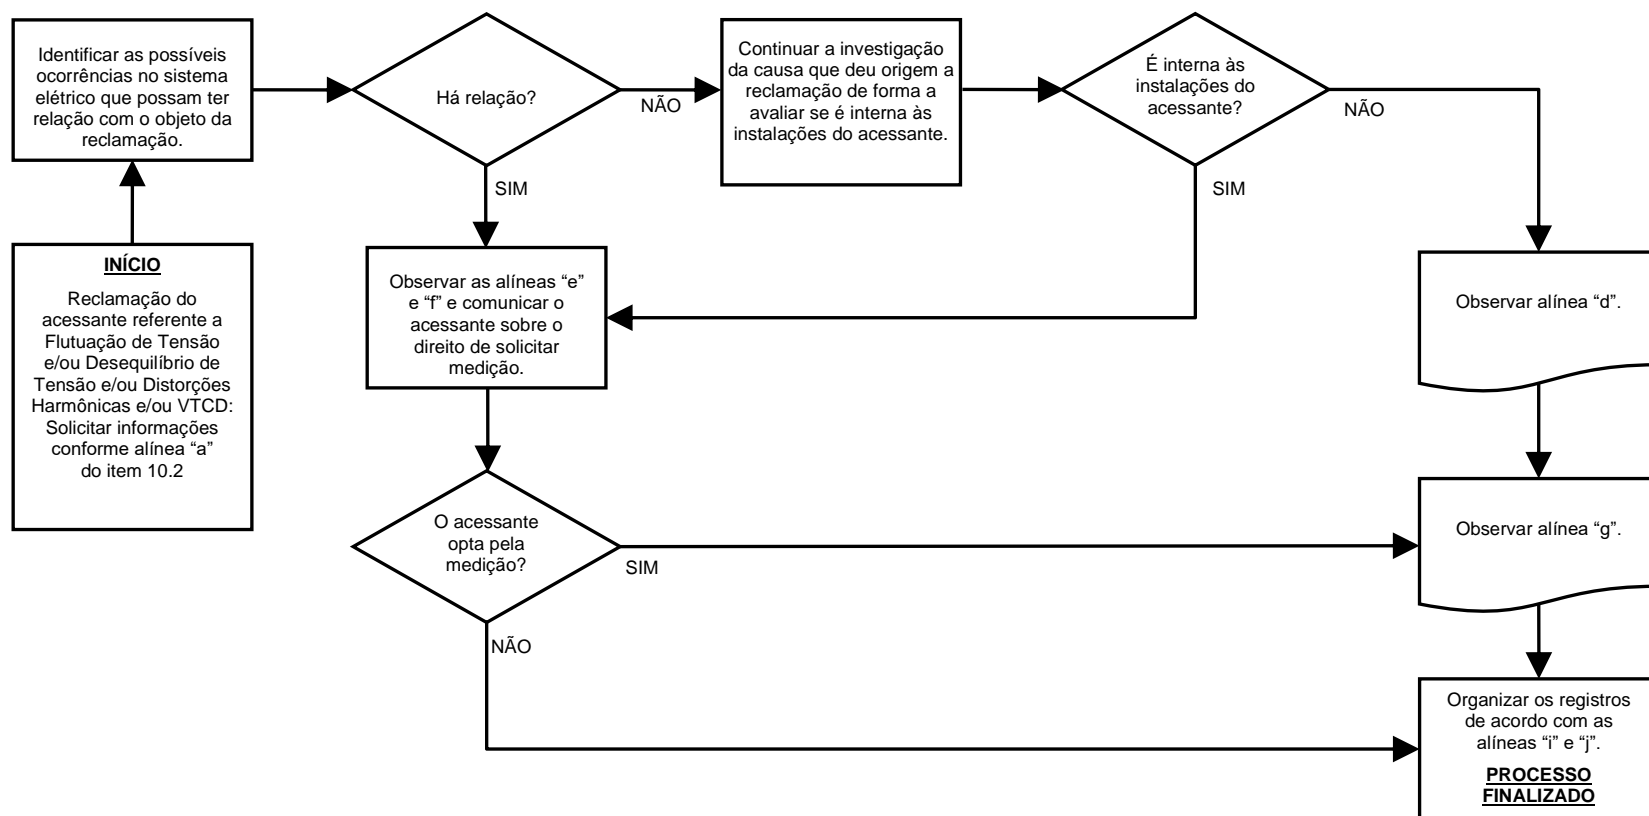 Identificar as possíveis
ocorrências no sistema
elétrico que possam ter
relação com o objeto da
reclamação.
Há relação?
NÃO
SIM
Continuar a investigação
da causa que deu origem a
reclamação de forma a
avaliar se é interna às
instalações do acessante.
É interna às
instalações do
acessante?
NÃO
SIM
INÍCIO
Reclamação do
acessante referente a
Flutuação de Tensão
e/ou Desequilíbrio de
Tensão e/ou Distorções
Harmônicas e/ou VTCD:
Solicitar informações
conforme alínea “a”
do item 10.2
Observar as alíneas “e”
e “f” e comunicar o
acessante sobre o
direito de solicitar
medição.
Observar alínea “d”.
O acessante
opta pela
medição?
SIM
NÃO
Observar alínea “g”.
Organizar os registros
de acordo com as
alíneas “i” e “j”.
PROCESSO
FINALIZADO